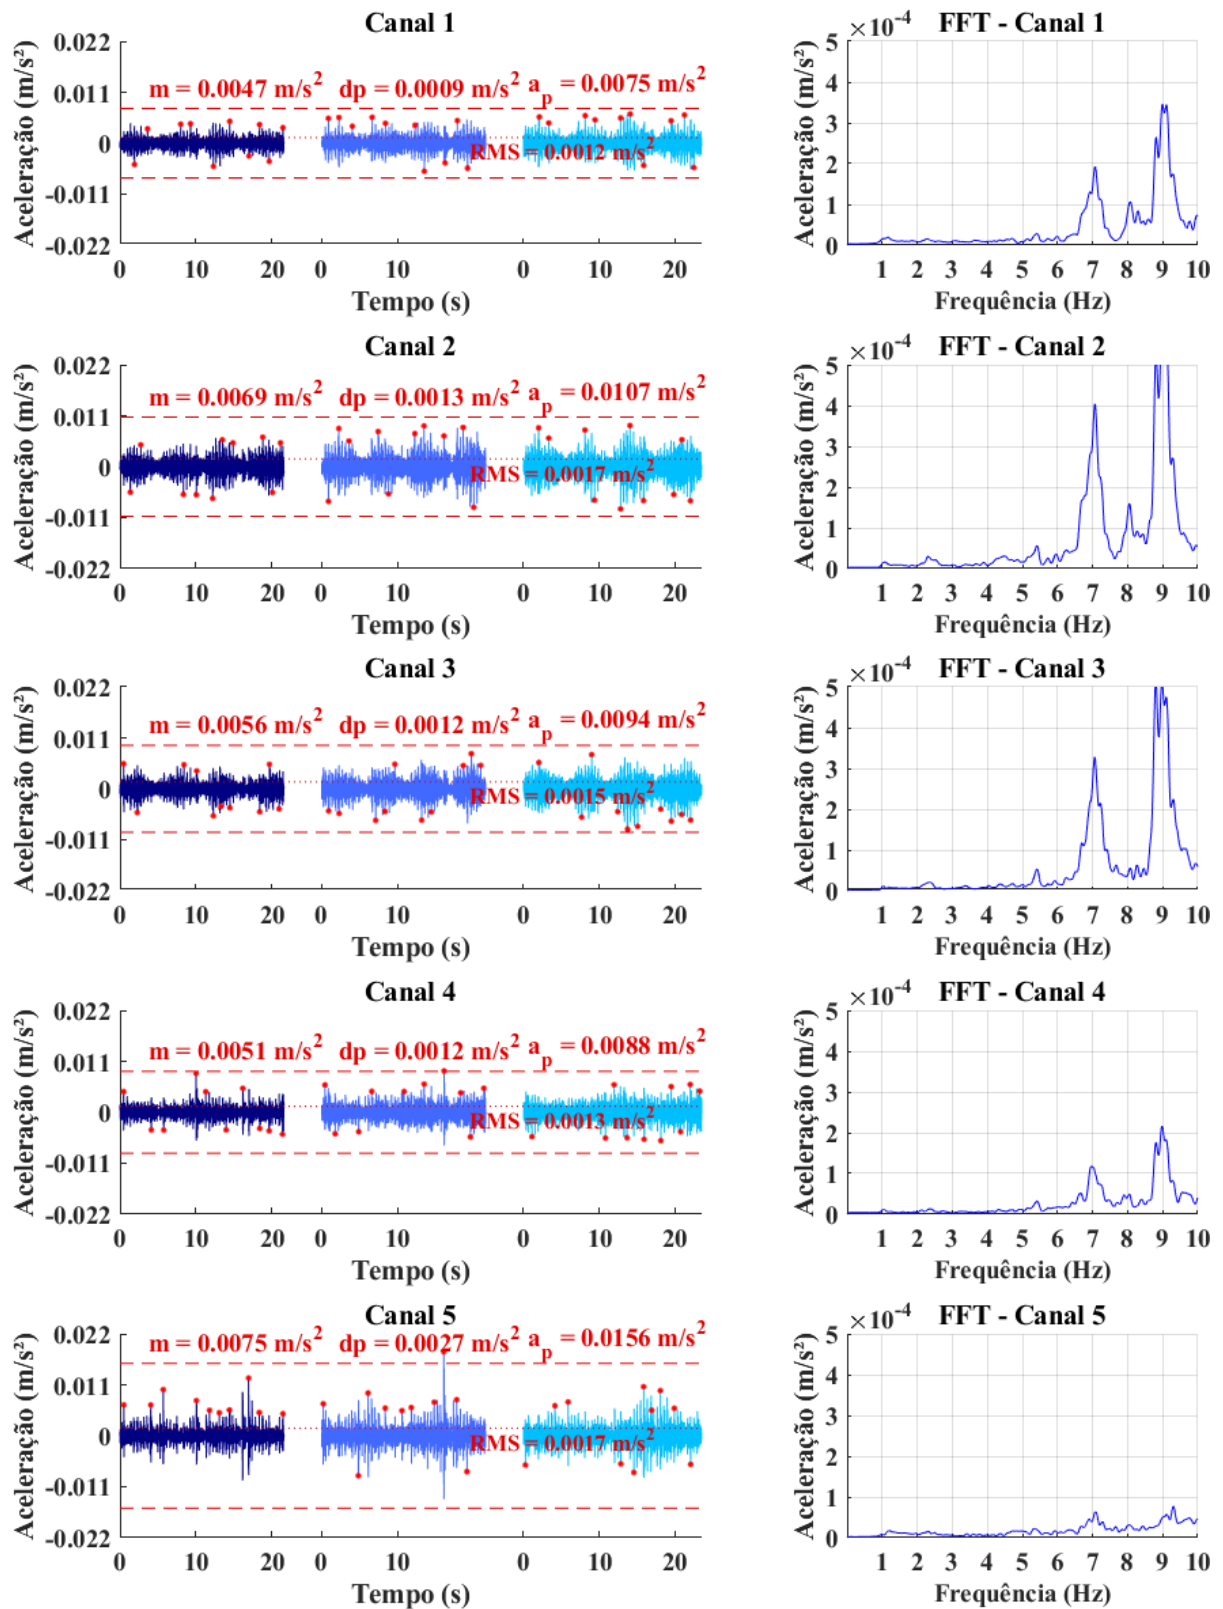 Canal 1
0.022
0.011
0
-0.011
-0.022
Aceleração (m/s²)
m = 0.0047 m/s² dp = 0.0009 m/s² a_p = 0.0075 m/s²
RMS = 0.0012 m/s²
0 10 20 0 10 0 10 20
Tempo (s)
FFT - Canal 1
×10⁻⁴
5
4
3
2
1
0
Aceleração (m/s²)
1 2 3 4 5 6 7 8 9 10
Frequência (Hz)
Canal 2
0.022
0.011
0
-0.011
-0.022
Aceleração (m/s²)
m = 0.0069 m/s² dp = 0.0013 m/s² a_p = 0.0107 m/s²
RMS = 0.0017 m/s²
0 10 20 0 10 0 10 20
Tempo (s)
FFT - Canal 2
×10⁻⁴
5
4
3
2
1
0
Aceleração (m/s²)
1 2 3 4 5 6 7 8 9 10
Frequência (Hz)
Canal 3
0.022
0.011
0
-0.011
-0.022
Aceleração (m/s²)
m = 0.0056 m/s² dp = 0.0012 m/s² a_p = 0.0094 m/s²
RMS = 0.0015 m/s²
0 10 20 0 10 0 10 20
Tempo (s)
FFT - Canal 3
×10⁻⁴
5
4
3
2
1
0
Aceleração (m/s²)
1 2 3 4 5 6 7 8 9 10
Frequência (Hz)
Canal 4
0.022
0.011
0
-0.011
-0.022
Aceleração (m/s²)
m = 0.0051 m/s² dp = 0.0012 m/s² a_p = 0.0088 m/s²
RMS = 0.0013 m/s²
0 10 20 0 10 0 10 20
Tempo (s)
FFT - Canal 4
×10⁻⁴
5
4
3
2
1
0
Aceleração (m/s²)
1 2 3 4 5 6 7 8 9 10
Frequência (Hz)
Canal 5
0.022
0.011
0
-0.011
-0.022
Aceleração (m/s²)
m = 0.0075 m/s² dp = 0.0027 m/s² a_p = 0.0156 m/s²
RMS = 0.0017 m/s²
0 10 20 0 10 0 10 20
Tempo (s)
FFT - Canal 5
×10⁻⁴
5
4
3
2
1
0
Aceleração (m/s²)
1 2 3 4 5 6 7 8 9 10
Frequência (Hz)